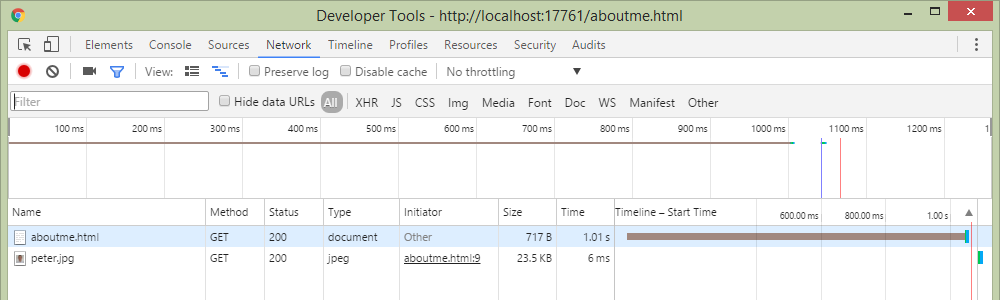 Developer Tools - http://localhost:17761/aboutme.html
Elements Console Sources Network Timeline Profiles Resources Security Audits
View: Preserve log Disable cache No throttling
Filter Hide data URLs All XHR JS CSS Img Media Font Doc WS Manifest Other
100 ms 200 ms 300 ms 400 ms 500 ms 600 ms 700 ms 800 ms 900 ms 1000 ms 1100 ms 1200 ms 1
Name Method Status Type Initiator Size Time Timeline – Start Time 600.00 ms 800.00 ms 1.00 s
aboutme.html GET 200 document Other 717 B 1.01 s
peter.jpg GET 200 jpeg aboutme.html:9 23.5 KB 6 ms